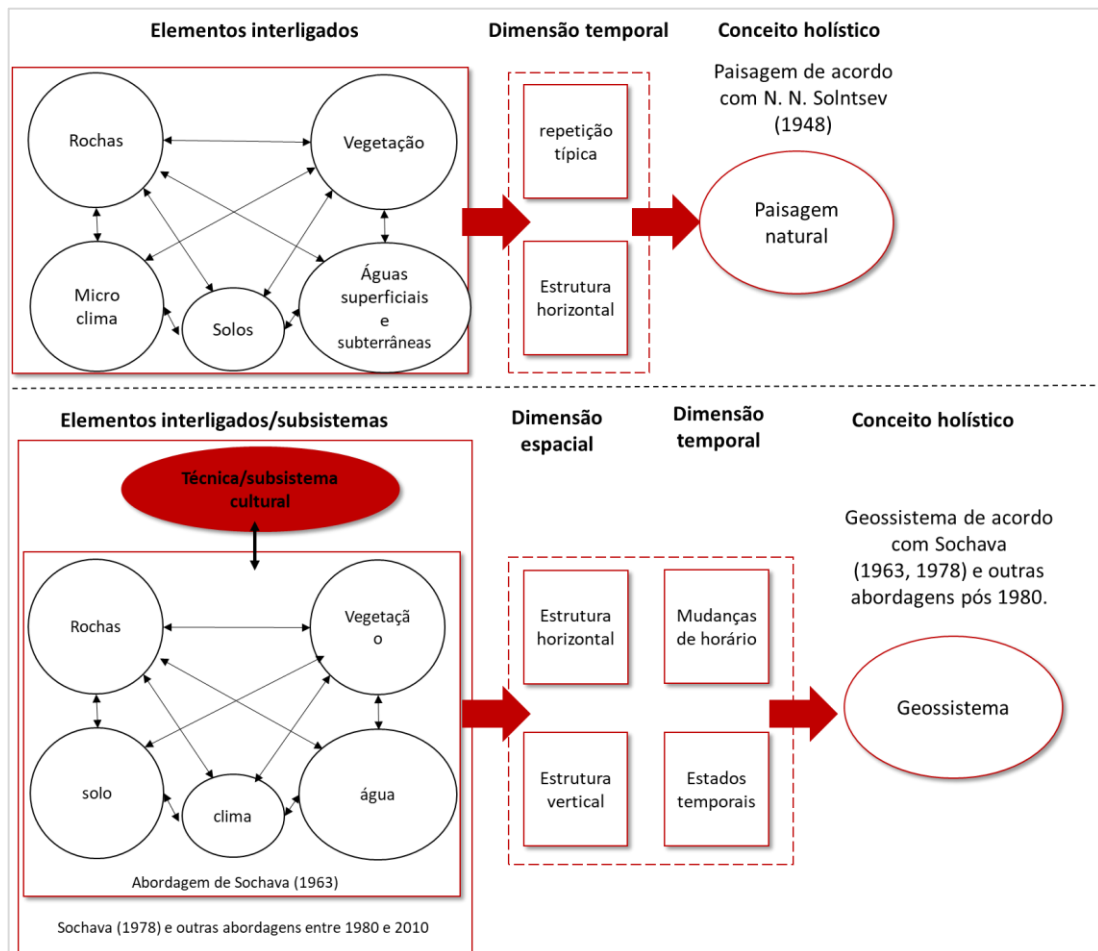 Elementos interligados
Dimensão temporal
Conceito holístico
Paisagem de acordo
com N. N. Solntsev
(1948)
Rochas
Vegetação
Micro
clima
Solos
Águas
superficiais
e
subterrâneas
repetição
típica
Estrutura
horizontal
Paisagem
natural
Elementos interligados/subsistemas
Dimensão
espacial
Dimensão
temporal
Conceito holístico
Técnica/subsistema
cultural
Rochas
Vegetaçã
o
solo
clima
água
Abordagem de Sochava (1963)
Sochava (1978) e outras abordagens entre 1980 e 2010
Estrutura
horizontal
Mudanças
de horário
Estrutura
vertical
Estados
temporais
Geossistema de acordo
com Sochava
(1963, 1978) e outras
abordagens pós 1980.
Geossistema